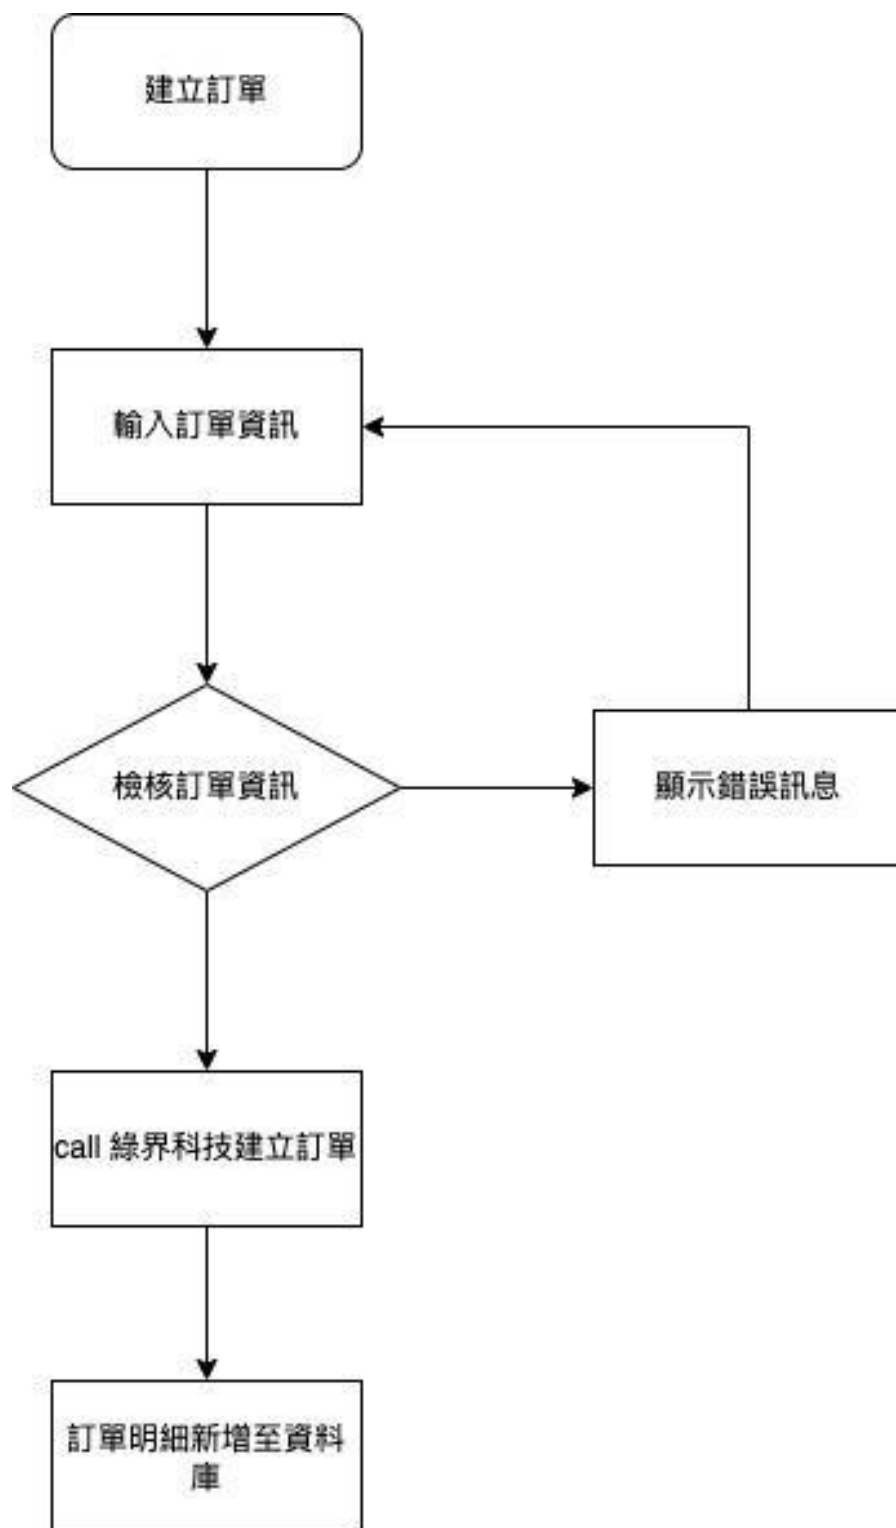 建立訂單
輸入訂單資訊
檢核訂單資訊
顯示錯誤訊息
call 綠界科技建立訂單
訂單明細新增至資料
庫